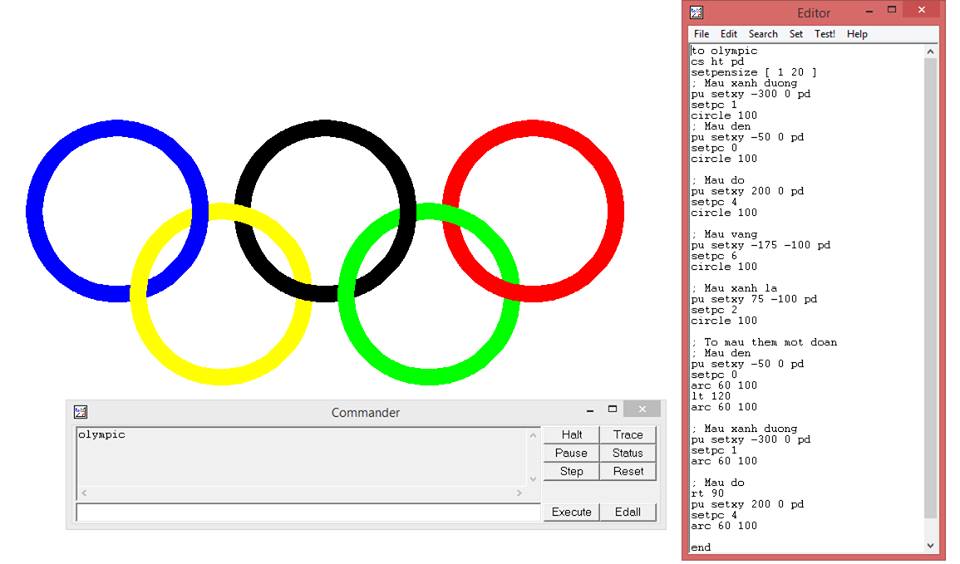 Editor
File Edit Search Set Test! Help
to olympic
cs ht pd
setpensize [ 1 20 ]
; Mau xanh duong
pu setxy -300 0 pd
setpc 1
circle 100
; Mau den
pu setxy -50 0 pd
setpc 0
circle 100
; Mau do
pu setxy 200 0 pd
setpc 4
circle 100
; Mau vang
pu setxy -175 -100 pd
setpc 6
circle 100
; Mau xanh la
pu setxy 75 -100 pd
setpc 2
circle 100
; To mau them mot doan
; Mau den
pu setxy -50 0 pd
setpc 0
arc 60 100
lt 120
arc 60 100
; Mau xanh duong
pu setxy -300 0 pd
setpc 1
arc 60 100
; Mau do
rt 90
pu setxy 200 0 pd
setpc 4
arc 60 100
end
Commander
olympic
Halt Trace
Pause Status
Step Reset
Execute Edall